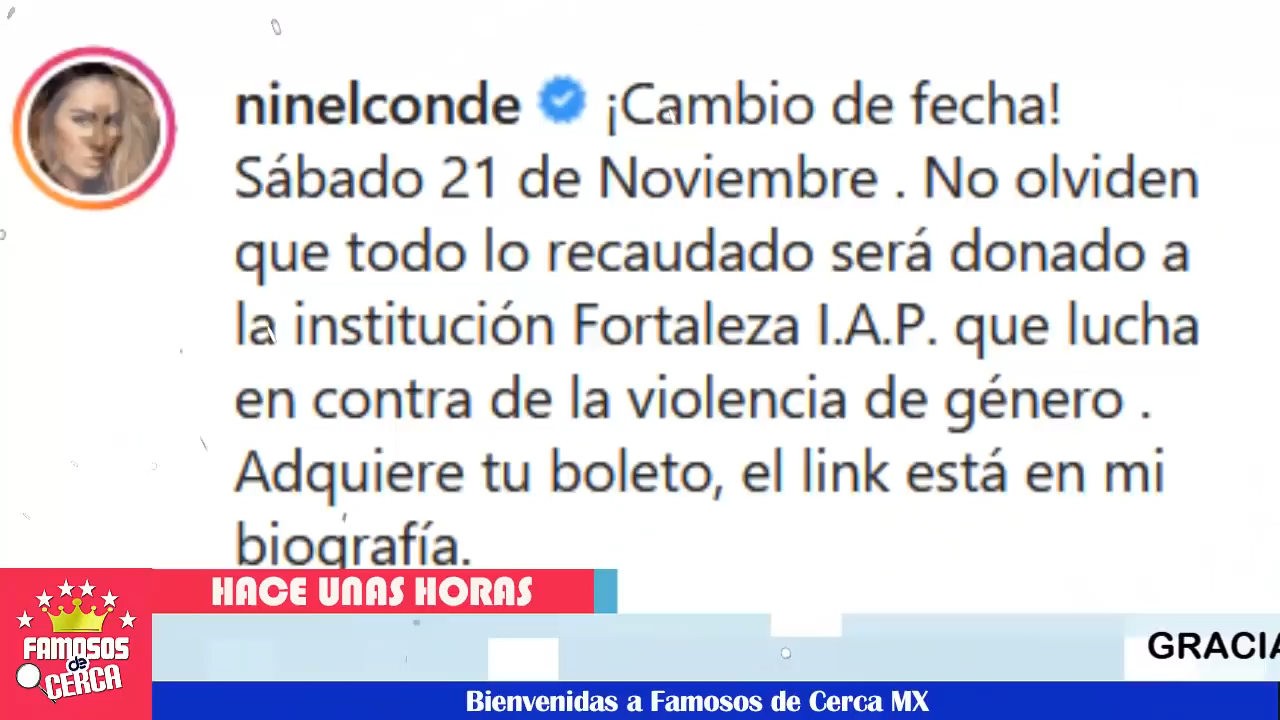 ninelconde ¡Cambio de fecha!
Sábado 21 de Noviembre . No olviden
que todo lo recaudado será donado a
la institución Fortaleza I.A.P. que lucha
en contra de la violencia de género .
Adquiere tu boleto, el link está en mi
biografía.
HACE UNAS HORAS
FAMOSOS
de
CERCA
GRACIA
Bienvenidas a Famosos de Cerca MX